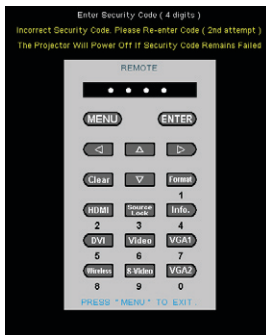 Enter Security Code ( 4 digits )
Incorrect Security Code. Please Re-enter Code ( 2nd attempt )
The Projector Will Power Off If Security Code Remains Failed
REMOTE
MENU ENTER
Clear Format
1
HDMI Source Lock Info.
2 3 4
DVI Video VGA1
5 6 7
Wireless S-Video VGA2
8 9 0
PRESS "MENU" TO EXIT.